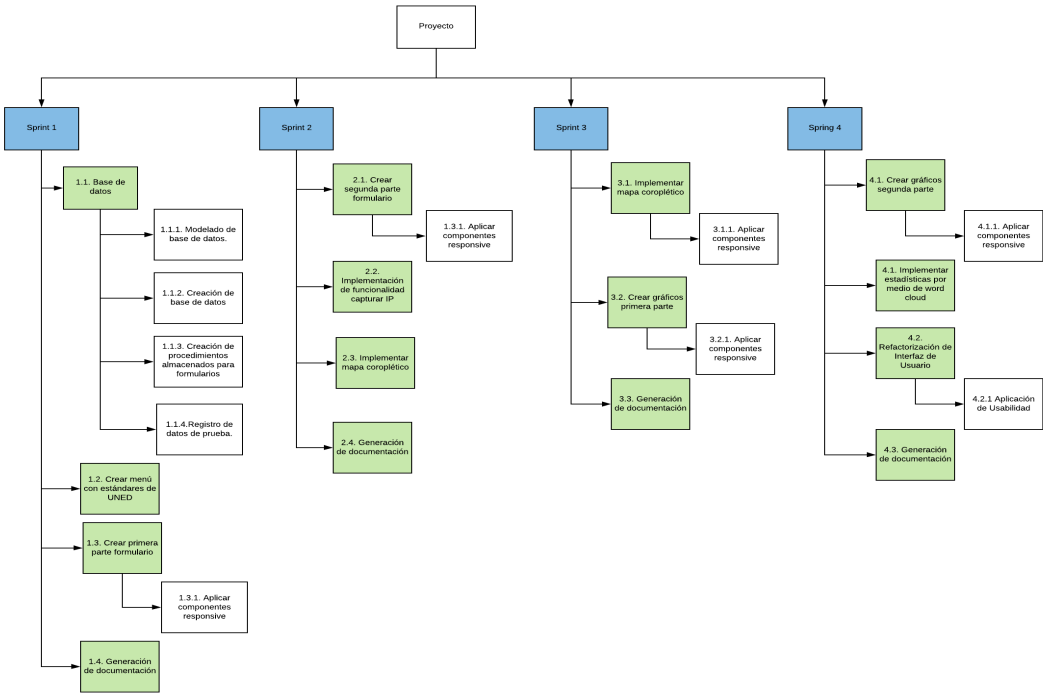 Proyecto
Sprint 1
1.1. Base de
datos
1.1.1. Modelado de
base de datos.
1.1.2. Creación de
base de datos
1.1.3. Creación de
procedimientos
almacenados para
formularios
1.1.4.Registro de
datos de prueba.
1.2. Crear menú
con estándares de
UNED
1.3. Crear primera
parte formulario
1.3.1. Aplicar
componentes
responsive
1.4. Generación
de documentación
Sprint 2
2.1. Crear
segunda parte
formulario
1.3.1. Aplicar
componentes
responsive
2.2.
Implementación
de funcionalidad
capturar IP
2.3. Implementar
mapa coroplético
2.4. Generación
de documentación
Sprint 3
3.1. Implementar
mapa coroplético
3.1.1. Aplicar
componentes
responsive
3.2. Crear gráficos
primera parte
3.2.1. Aplicar
componentes
responsive
3.3. Generación
de documentación
Spring 4
4.1. Crear gráficos
segunda parte
4.1.1. Aplicar
componentes
responsive
4.1. Implementar
estadísticas por
medio de word
cloud
4.2.
Refactorización de
Interfaz de
Usuario
4.2.1 Aplicación
de Usabilidad
4.3. Generación
de documentación